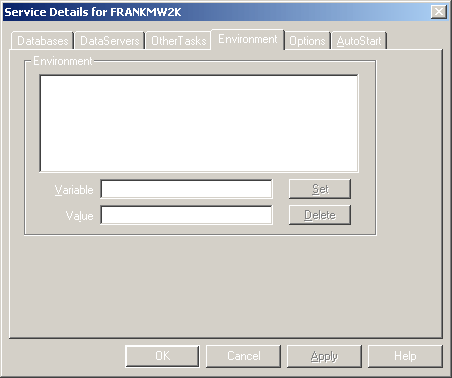 Service Details for FRANKMW2K
Databases DataServers OtherTasks Environment Options AutoStart
Environment
Variable Set
Value Delete
OK Cancel Apply Help